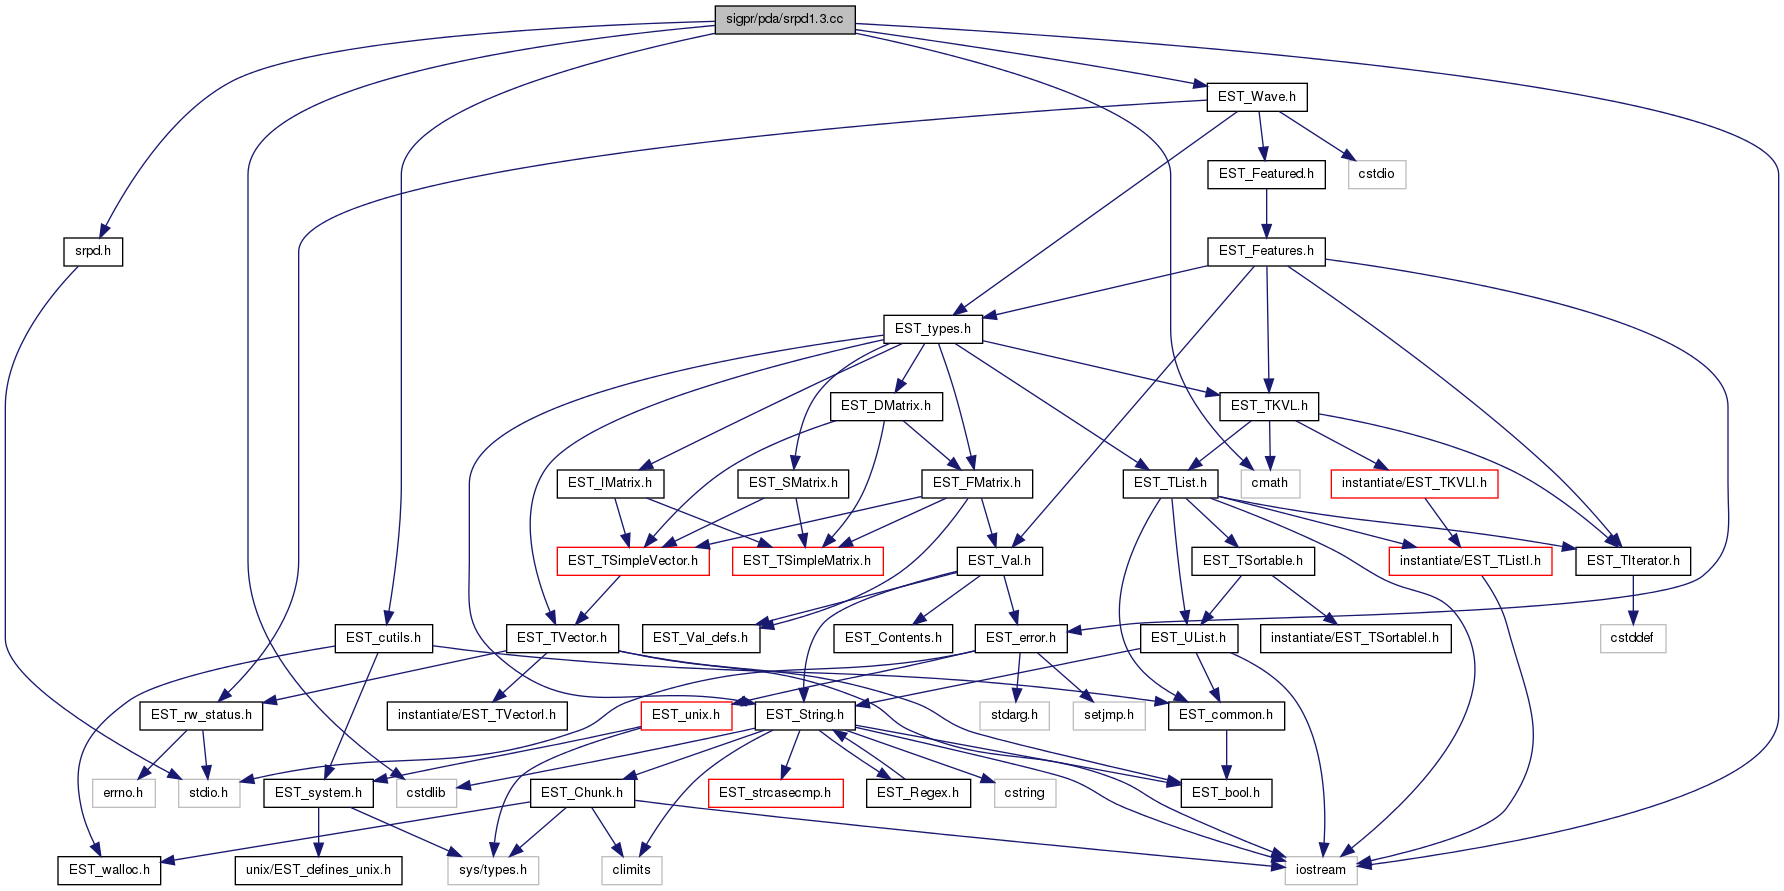 sigpr/pda/srpd1.3.cc
EST_Wave.h
EST_Featured.h
cstdio
srpd.h
EST_Features.h
EST_types.h
EST_DMatrix.h
EST_TKVL.h
EST_IMatrix.h
EST_SMatrix.h
EST_FMatrix.h
EST_TList.h
cmath
instantiate/EST_TKVLI.h
EST_TSimpleVector.h
EST_TSimpleMatrix.h
EST_Val.h
EST_TSortable.h
instantiate/EST_TListI.h
EST_TIterator.h
EST_cutils.h
EST_TVector.h
EST_Val_defs.h
EST_Contents.h
EST_error.h
EST_UList.h
instantiate/EST_TSortableI.h
cstddef
EST_rw_status.h
instantiate/EST_TVectorI.h
EST_unix.h
EST_String.h
stdarg.h
setjmp.h
EST_common.h
errno.h
stdio.h
EST_system.h
cstdlib
EST_Chunk.h
EST_strcasecmp.h
EST_Regex.h
cstring
EST_bool.h
EST_walloc.h
unix/EST_defines_unix.h
sys/types.h
climits
iostream